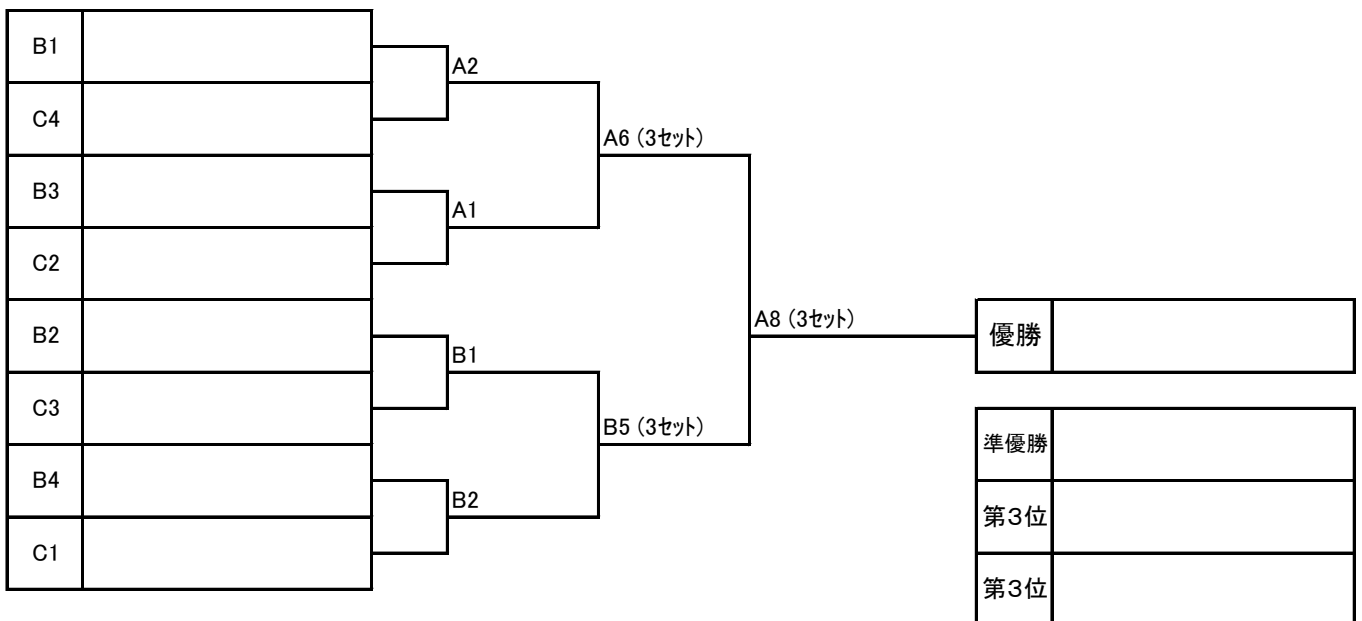 B1
C4
B3
C2
B2
C3
B4
C1
A2
A1
B1
B2
A6 (3ｾｯﾄ)
B5 (3ｾｯﾄ)
A8 (3ｾｯﾄ)
優勝
準優勝
第3位
第3位